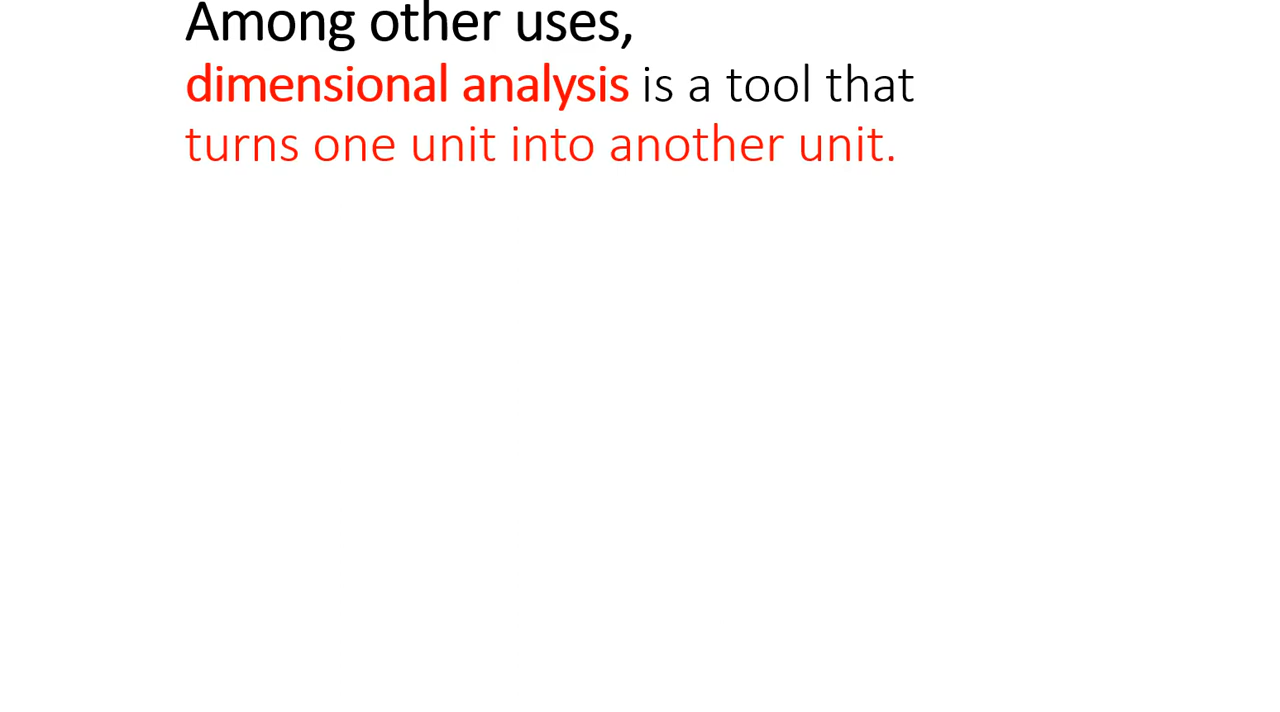 Among other uses,
dimensional analysis is a tool that
turns one unit into another unit.